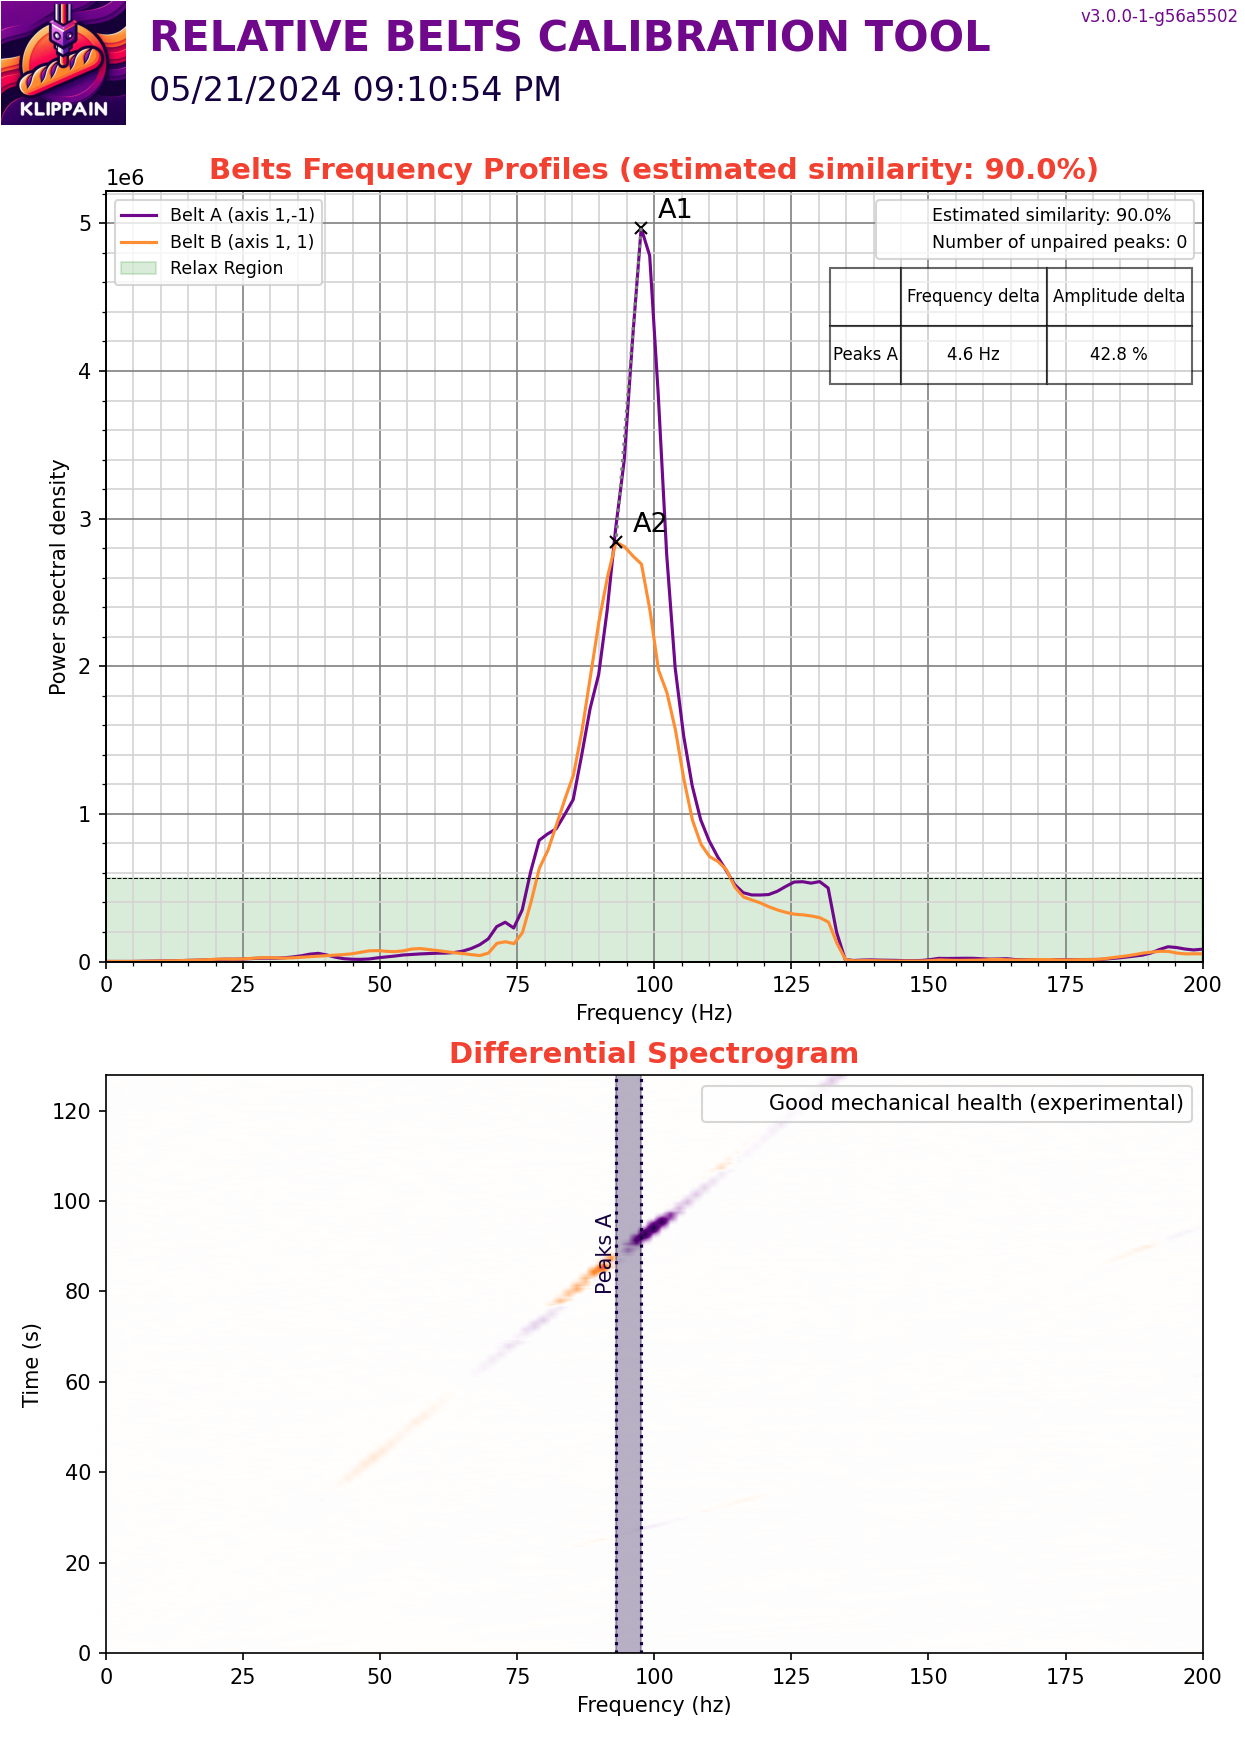 v3.0.0-1-g56a5502
RELATIVE BELTS CALIBRATION TOOL
05/21/2024 09:10:54 PM
KLIPPAIN
Belts Frequency Profiles (estimated similarity: 90.0%)
1e6
Belt A (axis 1,-1)
Belt B (axis 1, 1)
Relax Region
Estimated similarity: 90.0%
Number of unpaired peaks: 0
Frequency delta Amplitude delta
Peaks A 4.6 Hz 42.8 %
A1
A2
Power spectral density
5
4
3
2
1
0
0 25 50 75 100 125 150 175 200
Frequency (Hz)
Differential Spectrogram
Good mechanical health (experimental)
Peaks A
Time (s)
120
100
80
60
40
20
0
0 25 50 75 100 125 150 175 200
Frequency (hz)